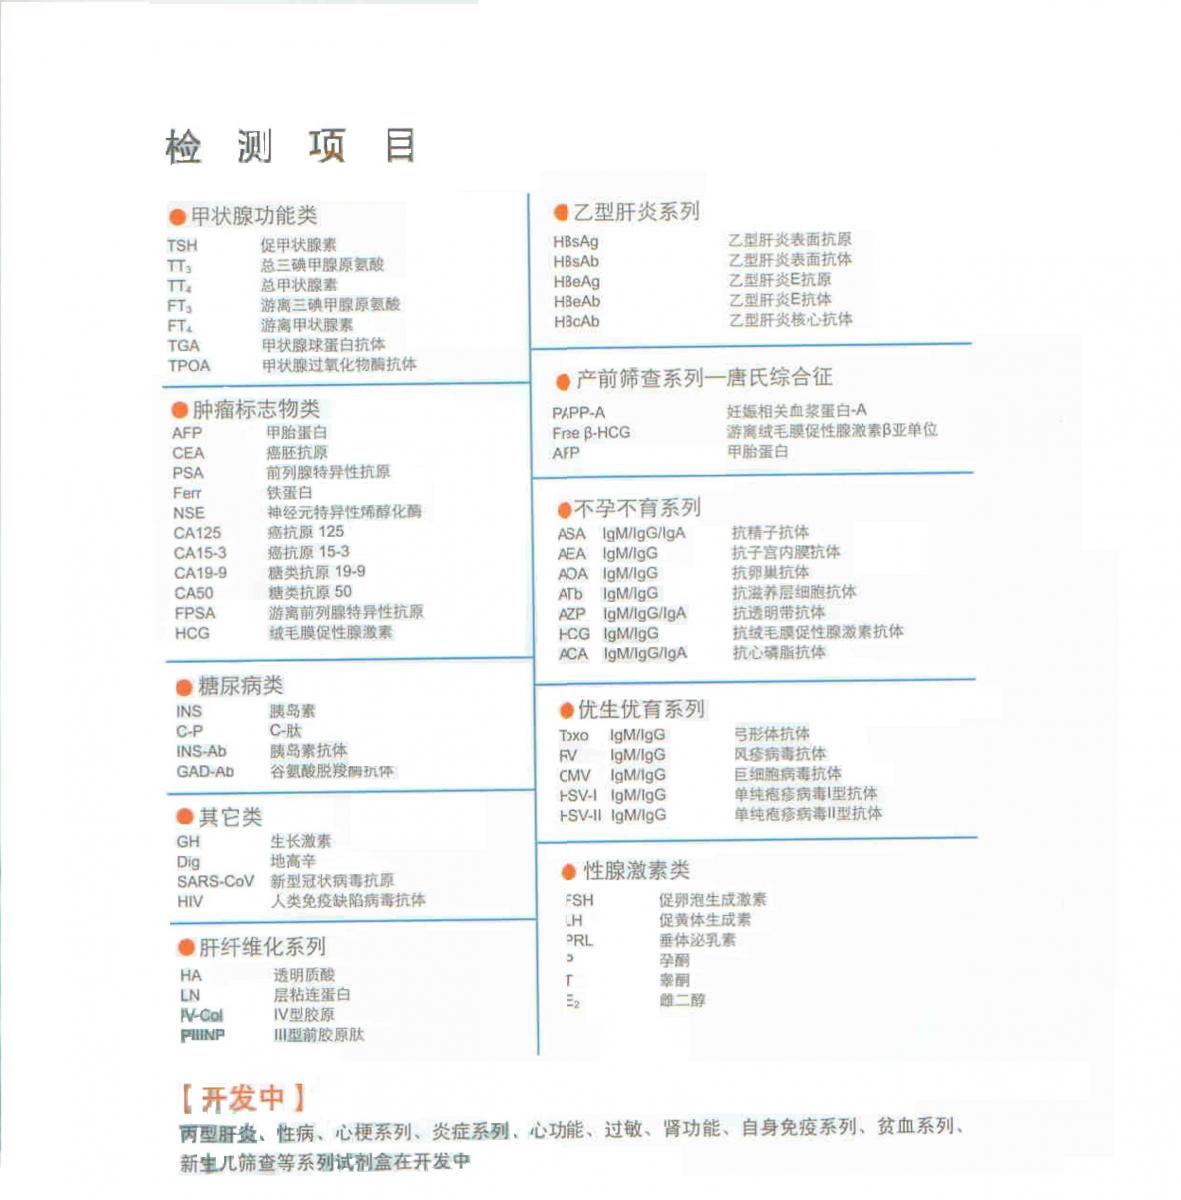 检测项目
甲状腺功能类
TSH 促甲状腺素
TT₃ 总三碘甲腺原氨酸
TT₄ 总甲状腺素
FT₃ 游离三碘甲腺原氨酸
FT₄ 游离甲状腺素
TGA 甲状腺球蛋白抗体
TPOA 甲状腺过氧化物酶抗体
肿瘤标志物类
AFP 甲胎蛋白
CEA 癌胚抗原
PSA 前列腺特异性抗原
Ferr 铁蛋白
NSE 神经元特异性烯醇化酶
CA125 癌抗原 125
CA15-3 癌抗原 15-3
CA19-9 糖类抗原 19-9
CA50 糖类抗原 50
FPSA 游离前列腺特异性抗原
HCG 绒毛膜促性腺激素
糖尿病类
INS 胰岛素
C-P C-肽
INS-Ab 胰岛素抗体
GAD-Ab 谷氨酸脱羧酶抗体
其它类
GH 生长激素
Dig 地高辛
SARS-CoV 新型冠状病毒抗原
HIV 人类免疫缺陷病毒抗体
肝纤维化系列
HA 透明质酸
LN 层粘连蛋白
IV-Col IV型胶原
PIIINP III型前胶原肽
乙型肝炎系列
HBsAg 乙型肝炎表面抗原
HBsAb 乙型肝炎表面抗体
HBeAg 乙型肝炎E抗原
HBeAb 乙型肝炎E抗体
HBcAb 乙型肝炎核心抗体
产前筛查系列—唐氏综合征
PAPP-A 妊娠相关血浆蛋白-A
Free β-HCG 游离绒毛膜促性腺激素β亚单位
AFP 甲胎蛋白
不孕不育系列
ASA IgM/IgG/IgA 抗精子抗体
AEA IgM/IgG 抗子宫内膜抗体
AOA IgM/IgG 抗卵巢抗体
ATb IgM/IgG 抗滋养层细胞抗体
AZP IgM/IgG/IgA 抗透明带抗体
HCG IgM/IgG 抗绒毛膜促性腺激素抗体
ACA IgM/IgG/IgA 抗心磷脂抗体
优生优育系列
Toxo IgM/IgG 弓形体抗体
RV IgM/IgG 风疹病毒抗体
CMV IgM/IgG 巨细胞病毒抗体
HSV-I IgM/IgG 单纯疱疹病毒I型抗体
HSV-II IgM/IgG 单纯疱疹病毒II型抗体
性腺激素类
FSH 促卵泡生成激素
LH 促黄体生成素
PRL 垂体泌乳素
P 孕酮
T 睾酮
E₂ 雌二醇
【开发中】
丙型肝炎、性病、心梗系列、炎症系列、心功能、过敏、肾功能、自身免疫系列、贫血系列、
新生儿筛查等系列试剂盒在开发中